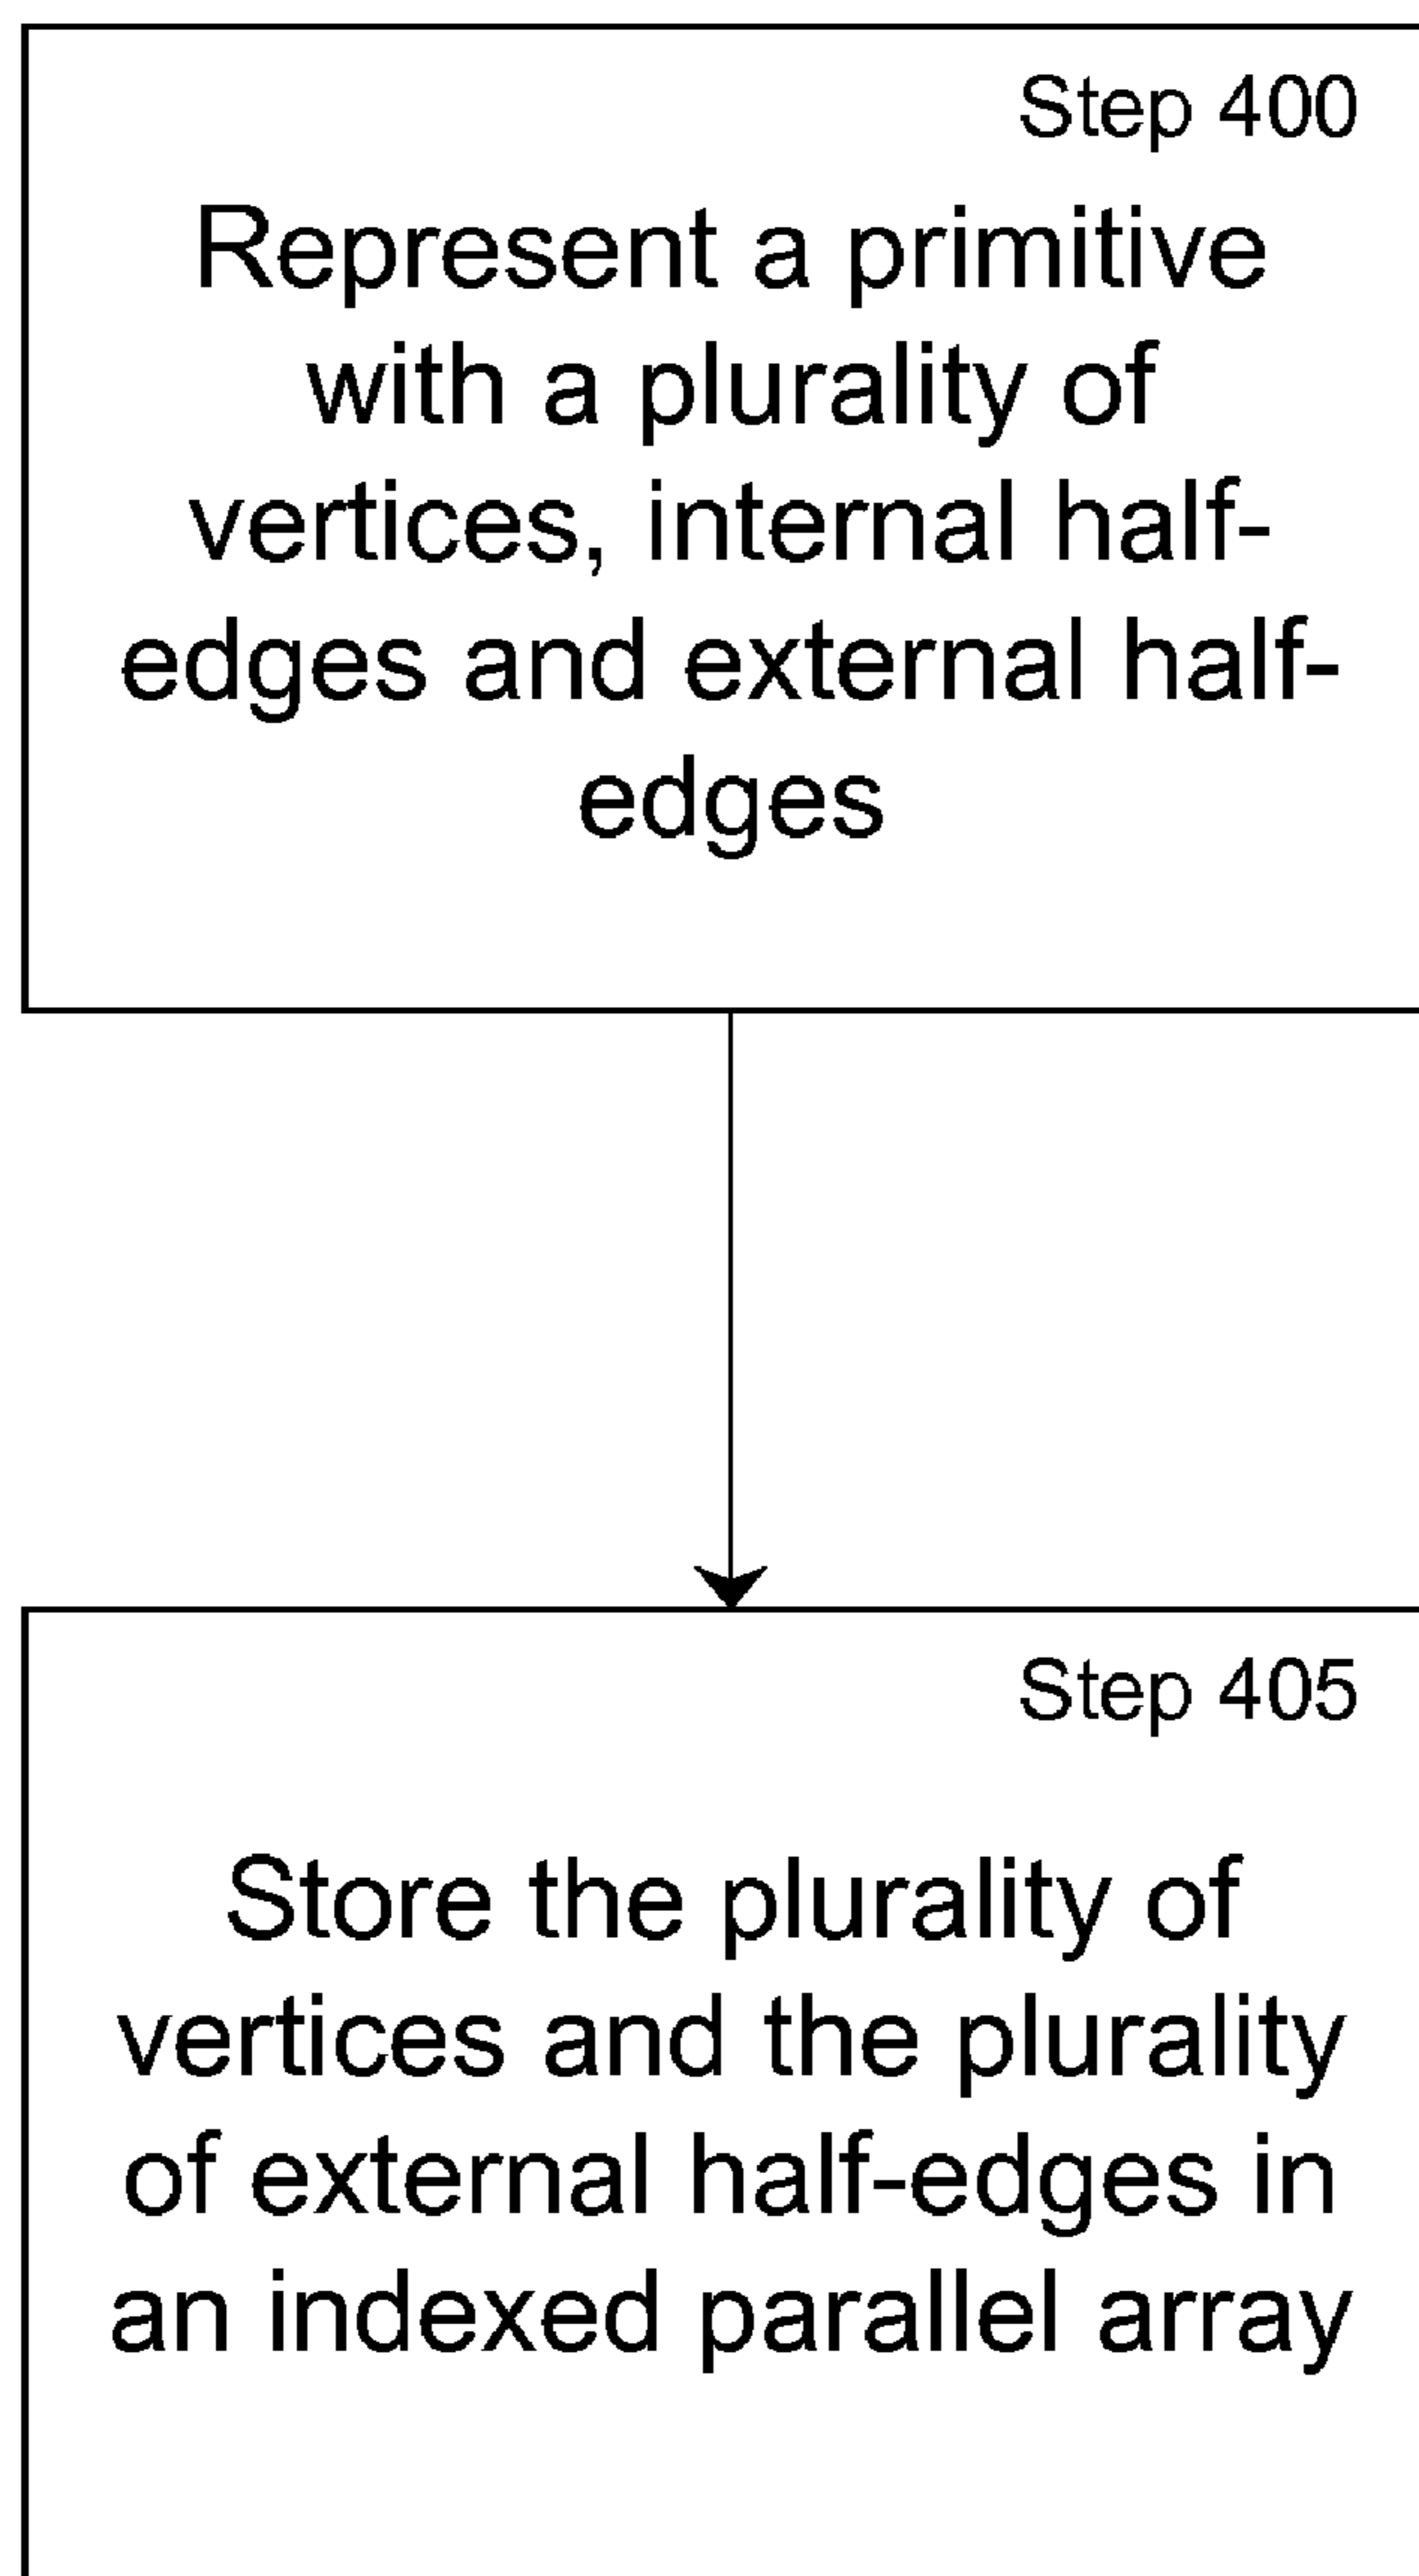 Step 400
Represent a primitive
with a plurality of
vertices, internal half-
edges and external half-
edges
Step 405
Store the plurality of
vertices and the plurality
of external half-edges in
an indexed parallel array